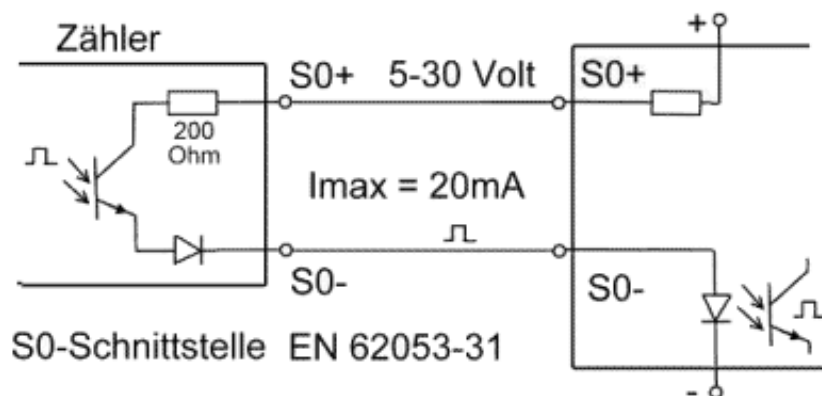 Zähler
+
S0+ 5-30 Volt S0+
200
Ohm
Imax = 20mA
S0- S0-
S0-Schnittstelle EN 62053-31
-